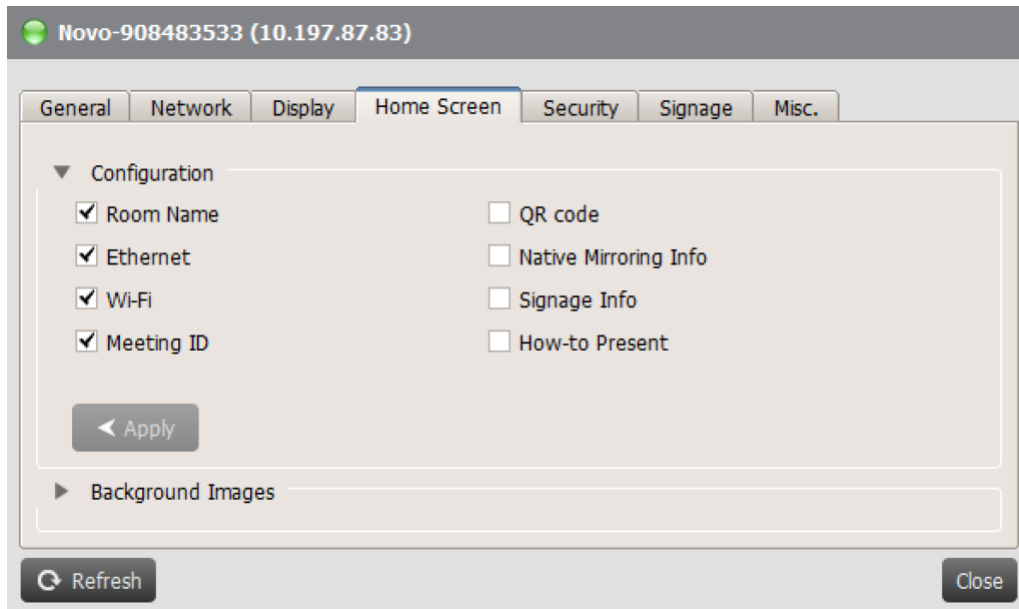 Novo-908483533 (10.197.87.83)
General Network Display Home Screen Security Signage Misc.
Configuration
Room Name QR code
Ethernet Native Mirroring Info
Wi-Fi Signage Info
Meeting ID How-to Present
Apply
Background Images
Refresh Close